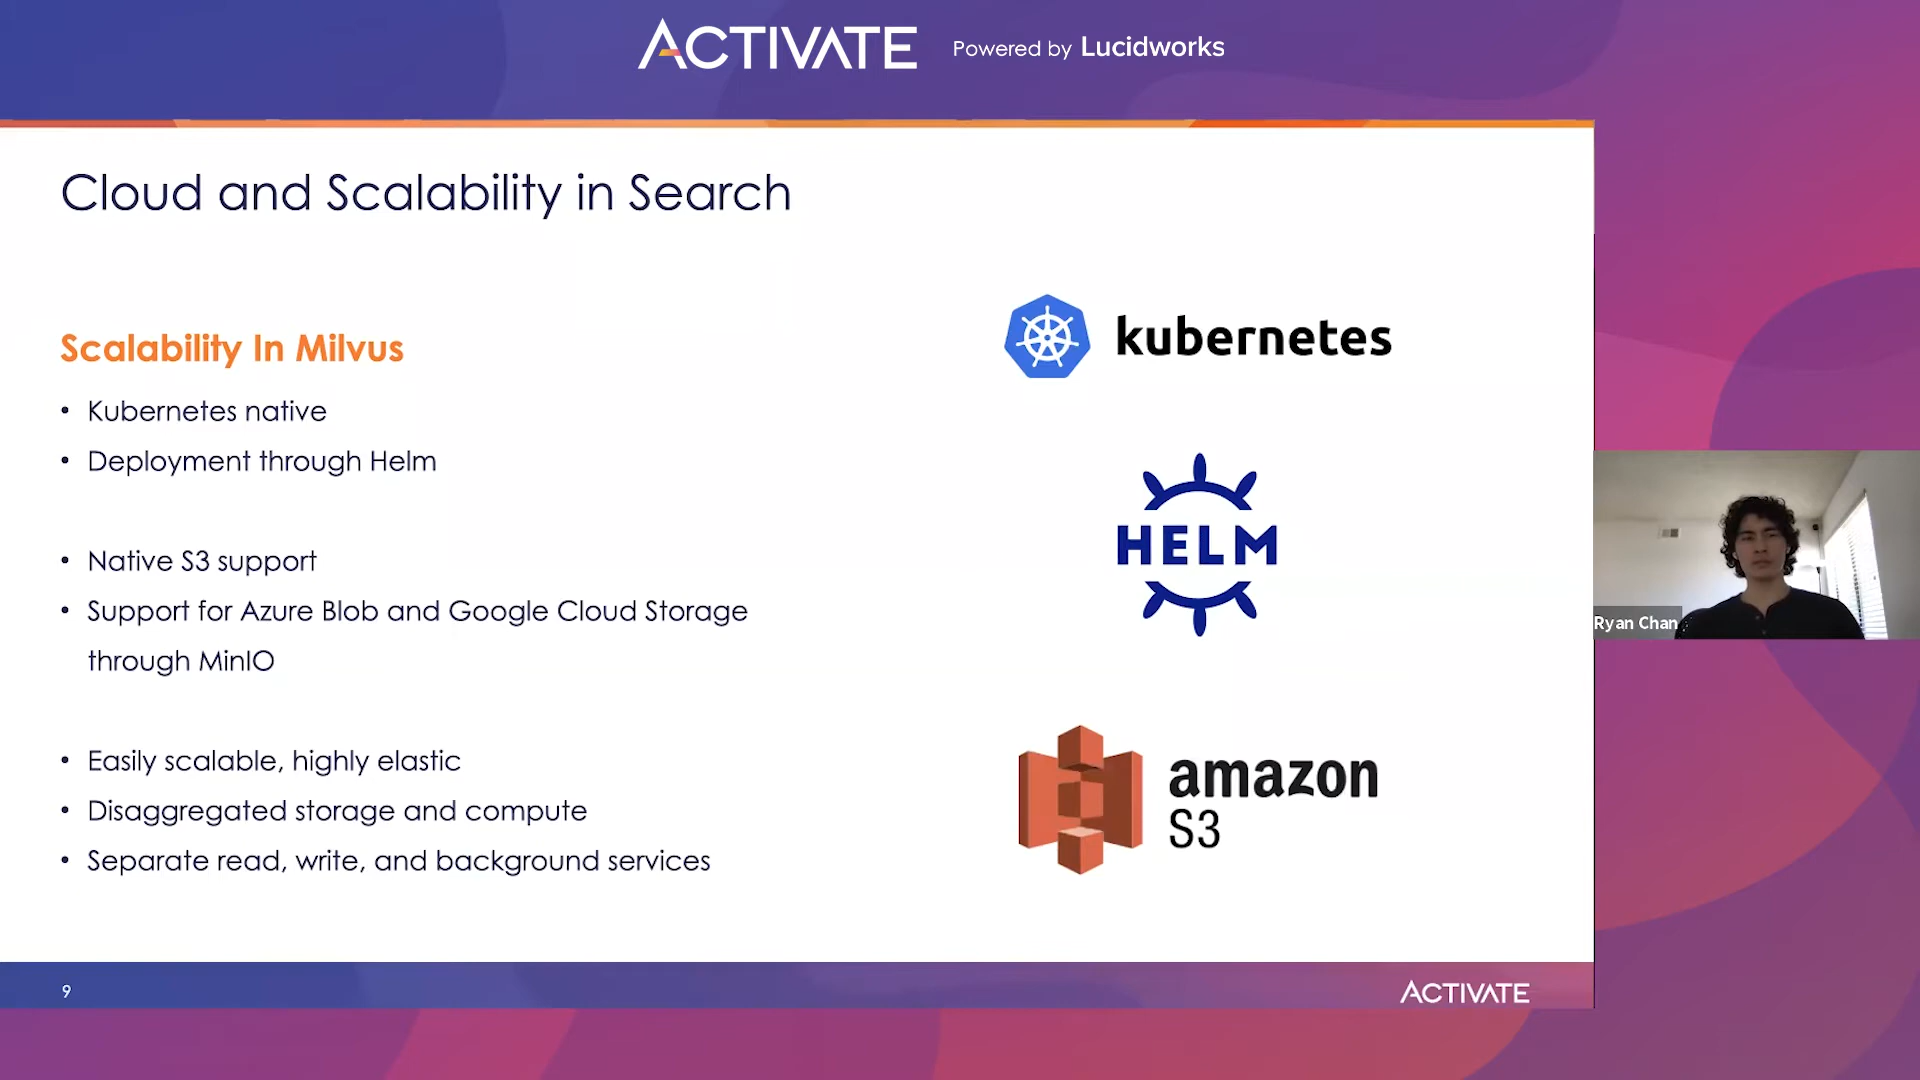 ACTIVATE Powered by Lucidworks
Cloud and Scalability in Search
Scalability In Milvus
• Kubernetes native
• Deployment through Helm
• Native S3 support
• Support for Azure Blob and Google Cloud Storage
through MinIO
• Easily scalable, highly elastic
• Disaggregated storage and compute
• Separate read, write, and background services
kubernetes
HELM
amazon
S3
Ryan Chan
9
ACTIVATE